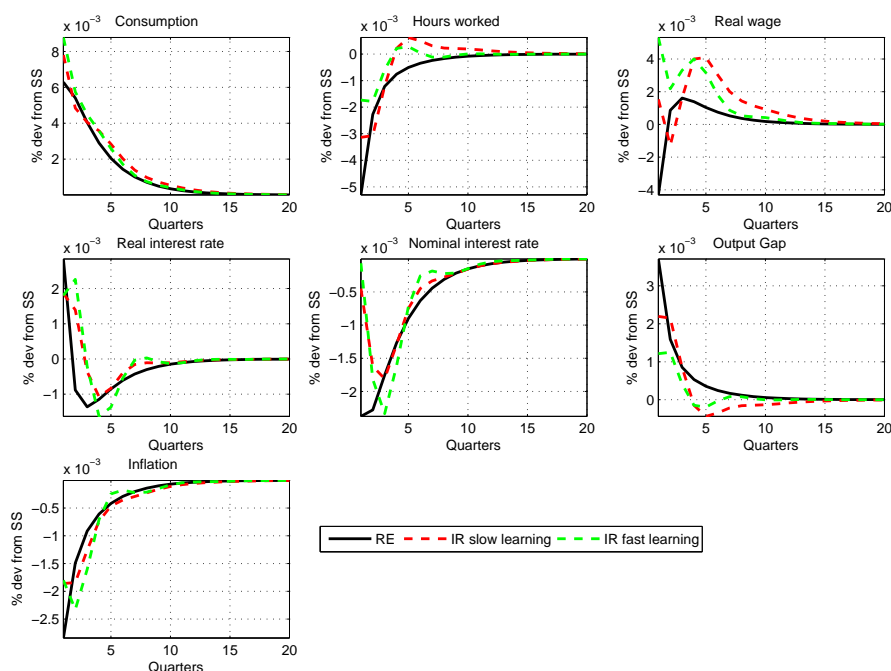 Consumption
x 10⁻³
% dev from SS
8
6
4
2
5 10 15 20
Quarters
Hours worked
x 10⁻³
% dev from SS
0
−1
−2
−3
−4
−5
5 10 15 20
Quarters
Real wage
x 10⁻³
% dev from SS
4
2
0
−2
−4
5 10 15 20
Quarters
Real interest rate
x 10⁻³
% dev from SS
2
1
0
−1
5 10 15 20
Quarters
Nominal interest rate
x 10⁻³
% dev from SS
−0.5
−1
−1.5
−2
5 10 15 20
Quarters
Output Gap
x 10⁻³
% dev from SS
3
2
1
0
5 10 15 20
Quarters
Inflation
x 10⁻³
% dev from SS
−0.5
−1
−1.5
−2
−2.5
5 10 15 20
Quarters
RE IR slow learning IR fast learning